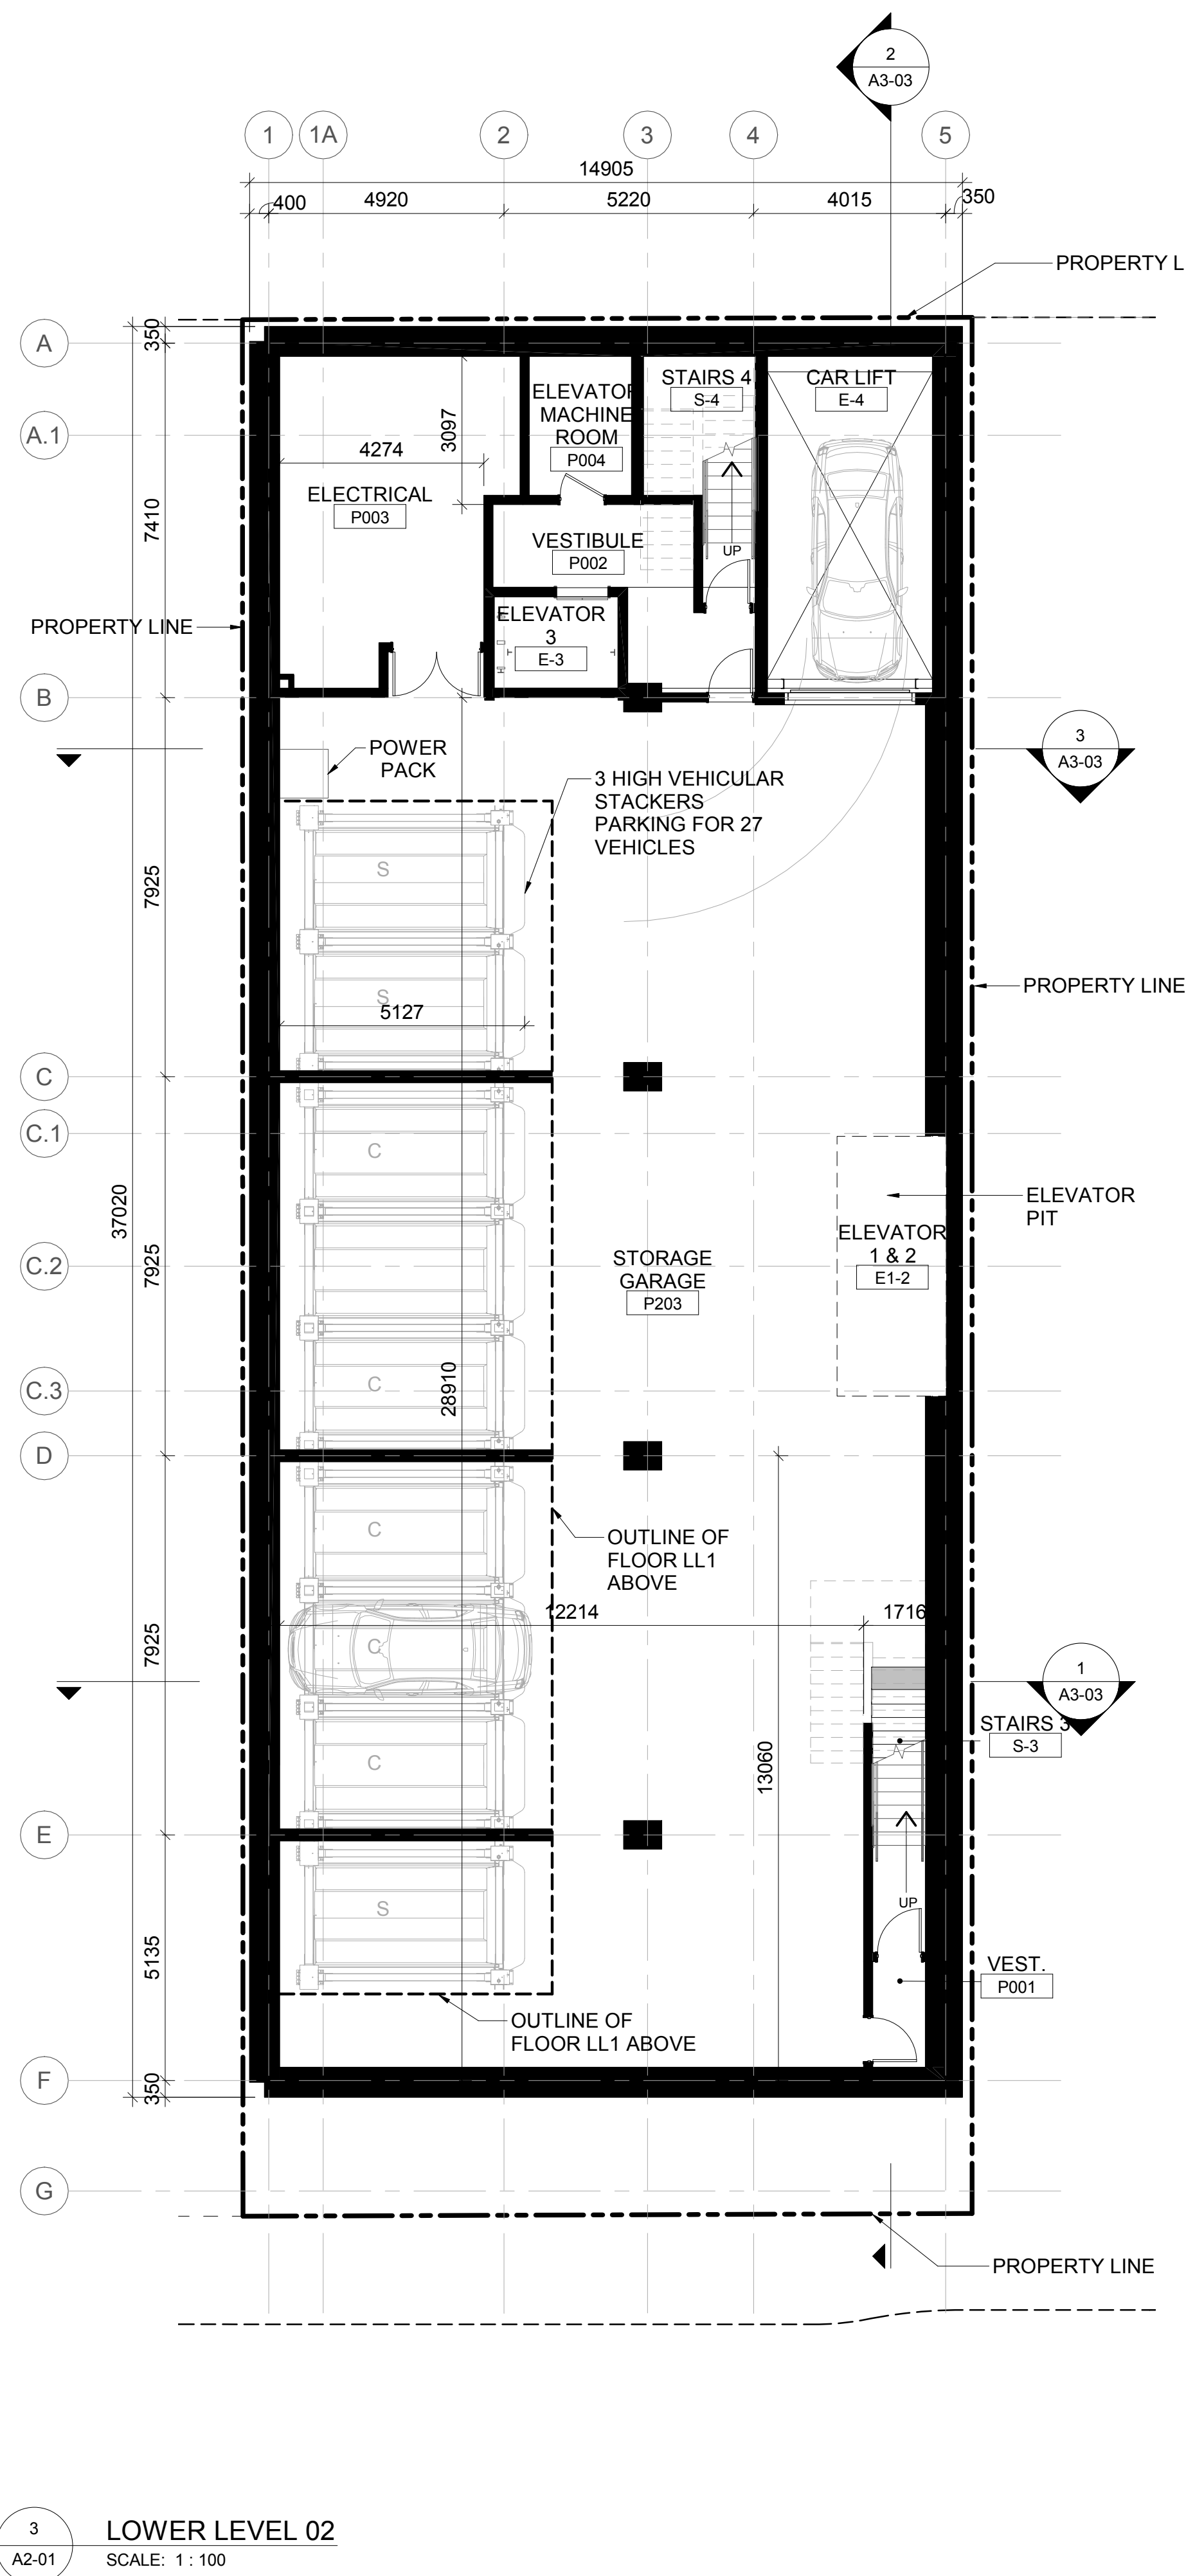 2
A3-03
1
1A
2
3
4
5
14905
400
4920
5220
4015
350
PROPERTY L
A
350
A.1
7410
STAIRS 4
S-4
CAR LIFT
E-4
ELEVATOR
MACHINE
ROOM
P004
3097
4274
ELECTRICAL
P003
VESTIBULE
P002
UP
ELEVATOR
3
E-3
PROPERTY LINE
B
POWER
PACK
3
A3-03
3 HIGH VEHICULAR
STACKERS
PARKING FOR 27
VEHICLES
7925
S
S
5127
PROPERTY LINE
C
C.1
C
37020
7925
ELEVATOR
PIT
ELEVATOR
1 & 2
E1-2
C.2
STORAGE
GARAGE
P203
C.3
C
28910
D
C
OUTLINE OF
FLOOR LL1
ABOVE
7925
12214
1716
C
1
A3-03
STAIRS 3
S-3
C
13060
E
UP
S
5135
VEST.
P001
OUTLINE OF
FLOOR LL1 ABOVE
F
350
G
PROPERTY LINE
3
A2-01
LOWER LEVEL 02
SCALE: 1 : 100